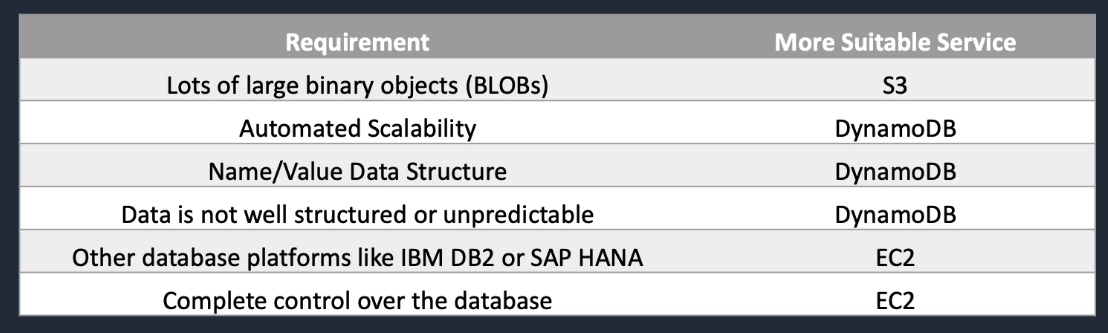 Requirement More Suitable Service
Lots of large binary objects (BLOBs) S3
Automated Scalability DynamoDB
Name/Value Data Structure DynamoDB
Data is not well structured or unpredictable DynamoDB
Other database platforms like IBM DB2 or SAP HANA EC2
Complete control over the database EC2